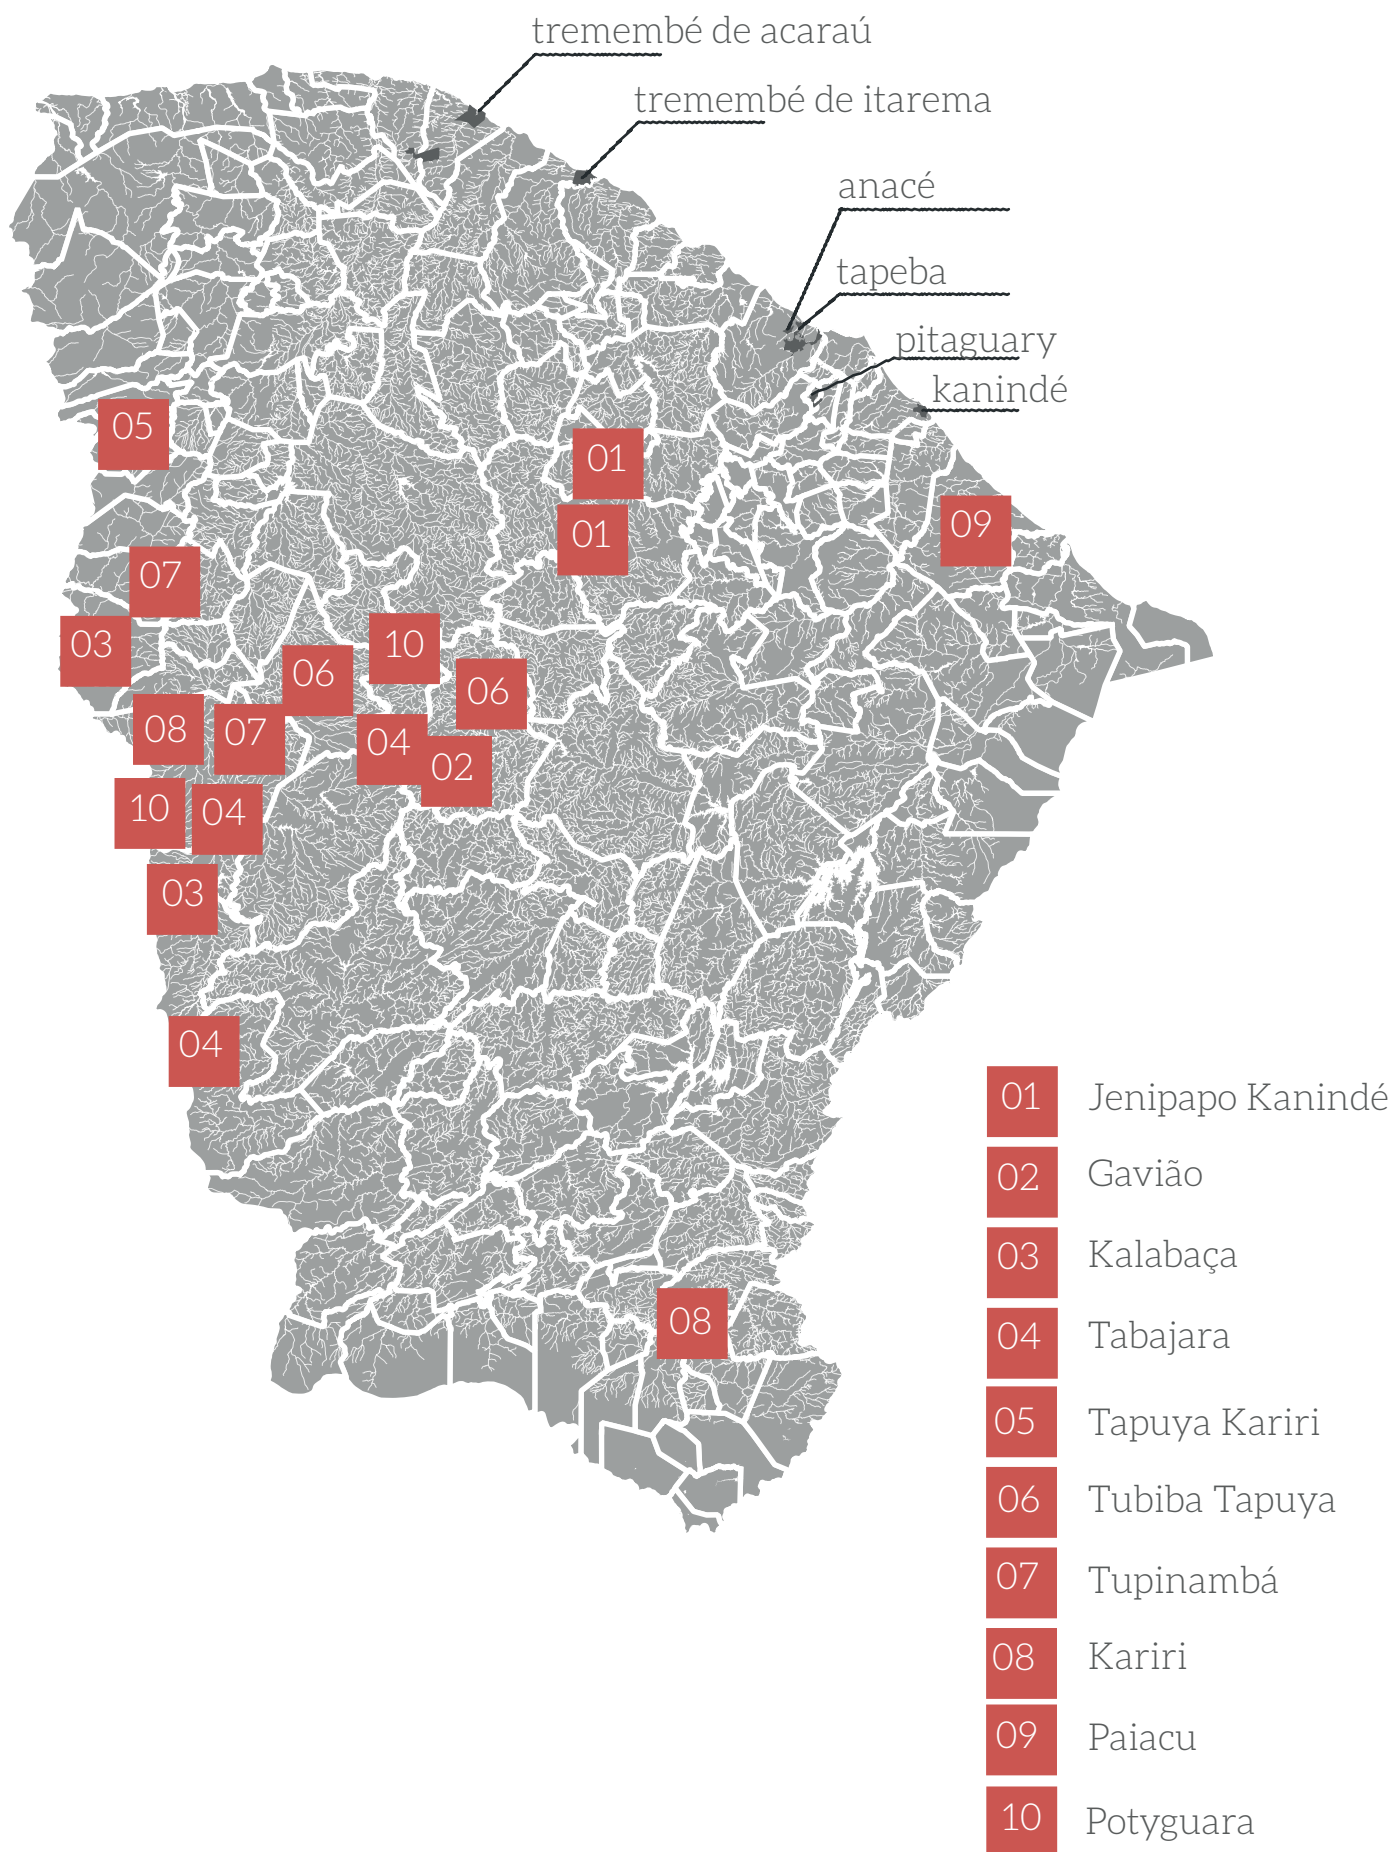 tremembé de acaraú
tremembé de itarema
anacé
tapeba
pitaguary
kanindé
05
01
01
09
07
03
10
06
06
08
07
04
02
10
04
03
04
08
01 Jenipapo Kanindé
02 Gavião
03 Kalabaça
04 Tabajara
05 Tapuya Kariri
06 Tubiba Tapuya
07 Tupinambá
08 Kariri
09 Paiacu
10 Potyguara